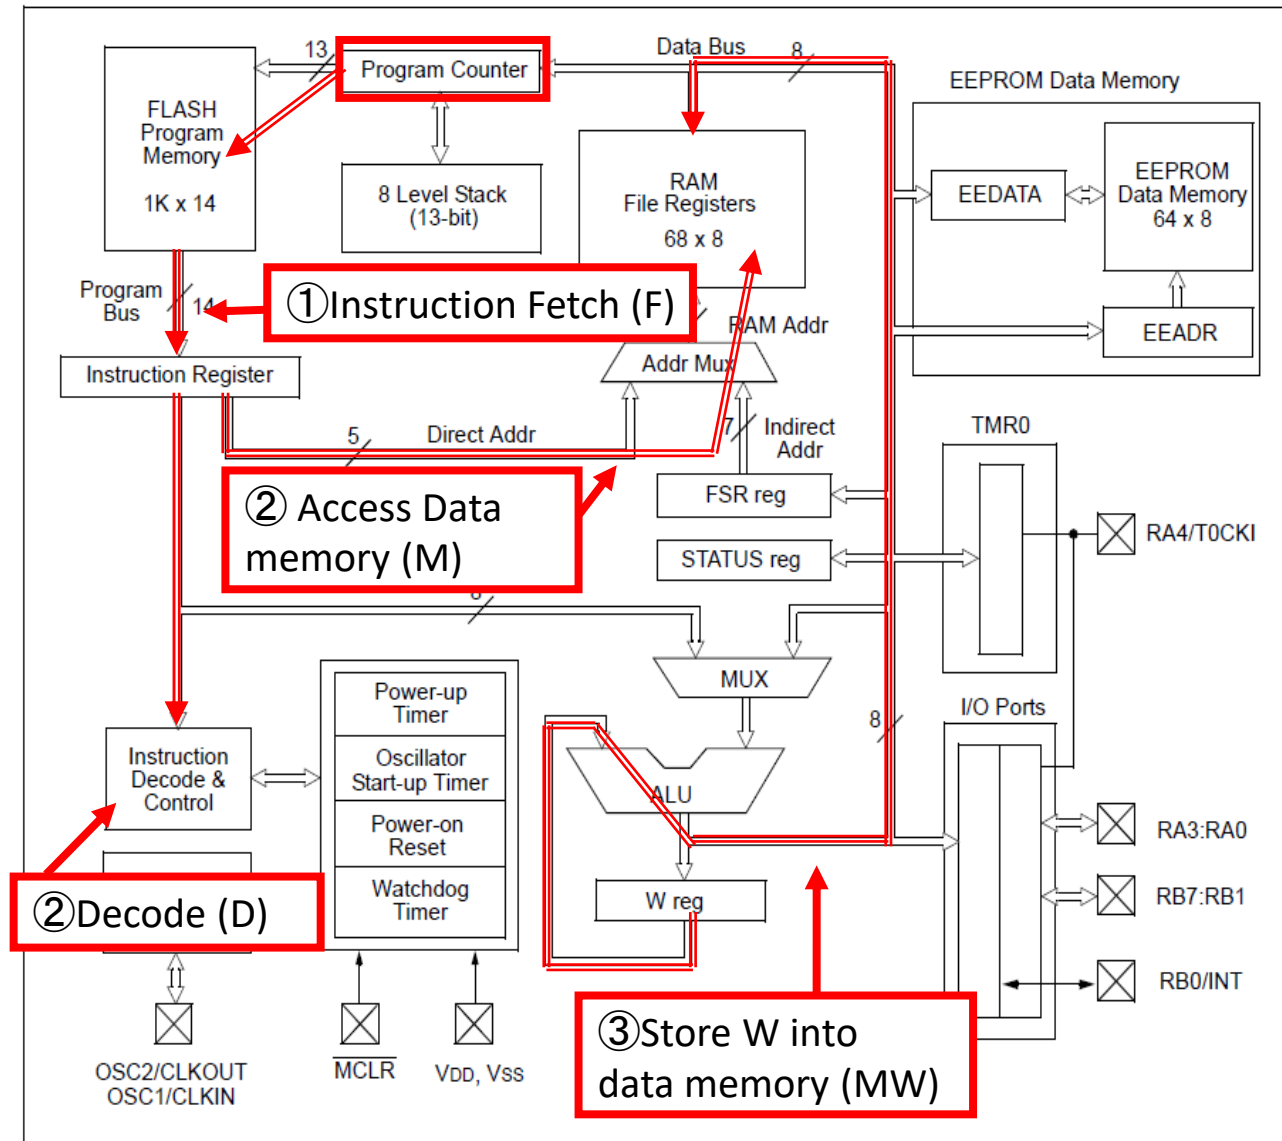 13
Program Counter
Data Bus
8
EEPROM Data Memory
FLASH
Program
Memory
1K x 14
8 Level Stack
(13-bit)
RAM
File Registers
68 x 8
EEDATA
EEPROM
Data Memory
64 x 8
EEADR
Program
Bus
14
①Instruction Fetch (F)
RAM Addr
Addr Mux
Instruction Register
5
Direct Addr
7
Indirect
Addr
TMR0
② Access Data
memory (M)
FSR reg
STATUS reg
RA4/T0CKI
8
MUX
Power-up
Timer
Oscillator
Start-up Timer
Power-on
Reset
Watchdog
Timer
Instruction
Decode &
Control
ALU
8
I/O Ports
W reg
RA3:RA0
RB7:RB1
RB0/INT
②Decode (D)
③Store W into
data memory (MW)
OSC2/CLKOUT
OSC1/CLKIN
MCLR
VDD, VSS